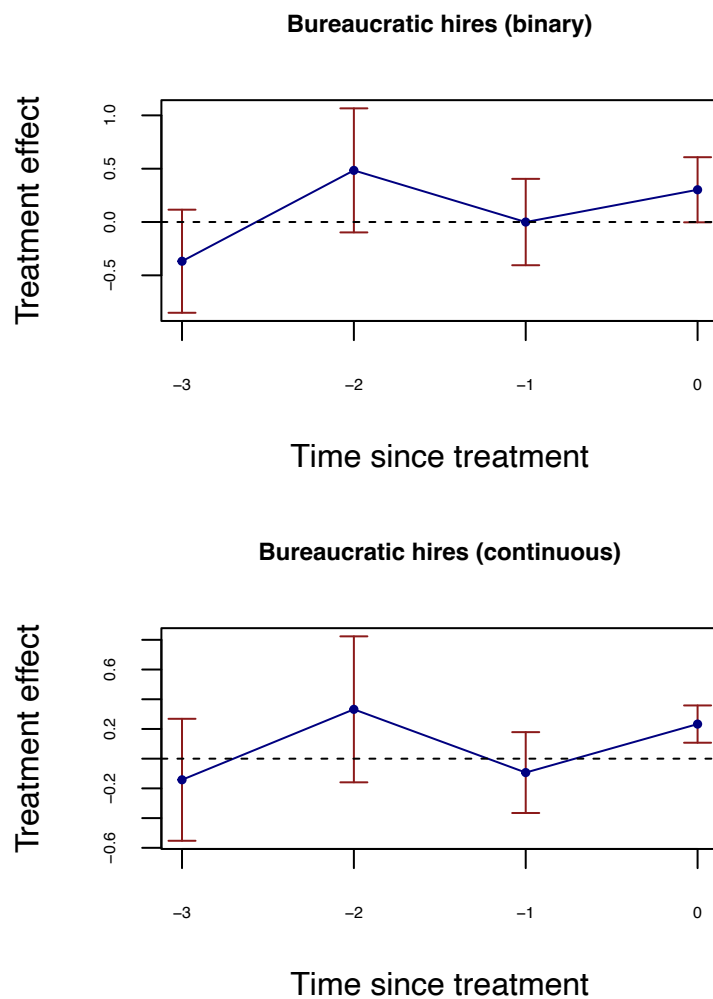 Bureaucratic hires (binary)
Treatment effect
1.0
0.5
0.0
−0.5
−3 −2 −1 0
Time since treatment
Bureaucratic hires (continuous)
Treatment effect
0.6
0.2
−0.2
−0.6
−3 −2 −1 0
Time since treatment